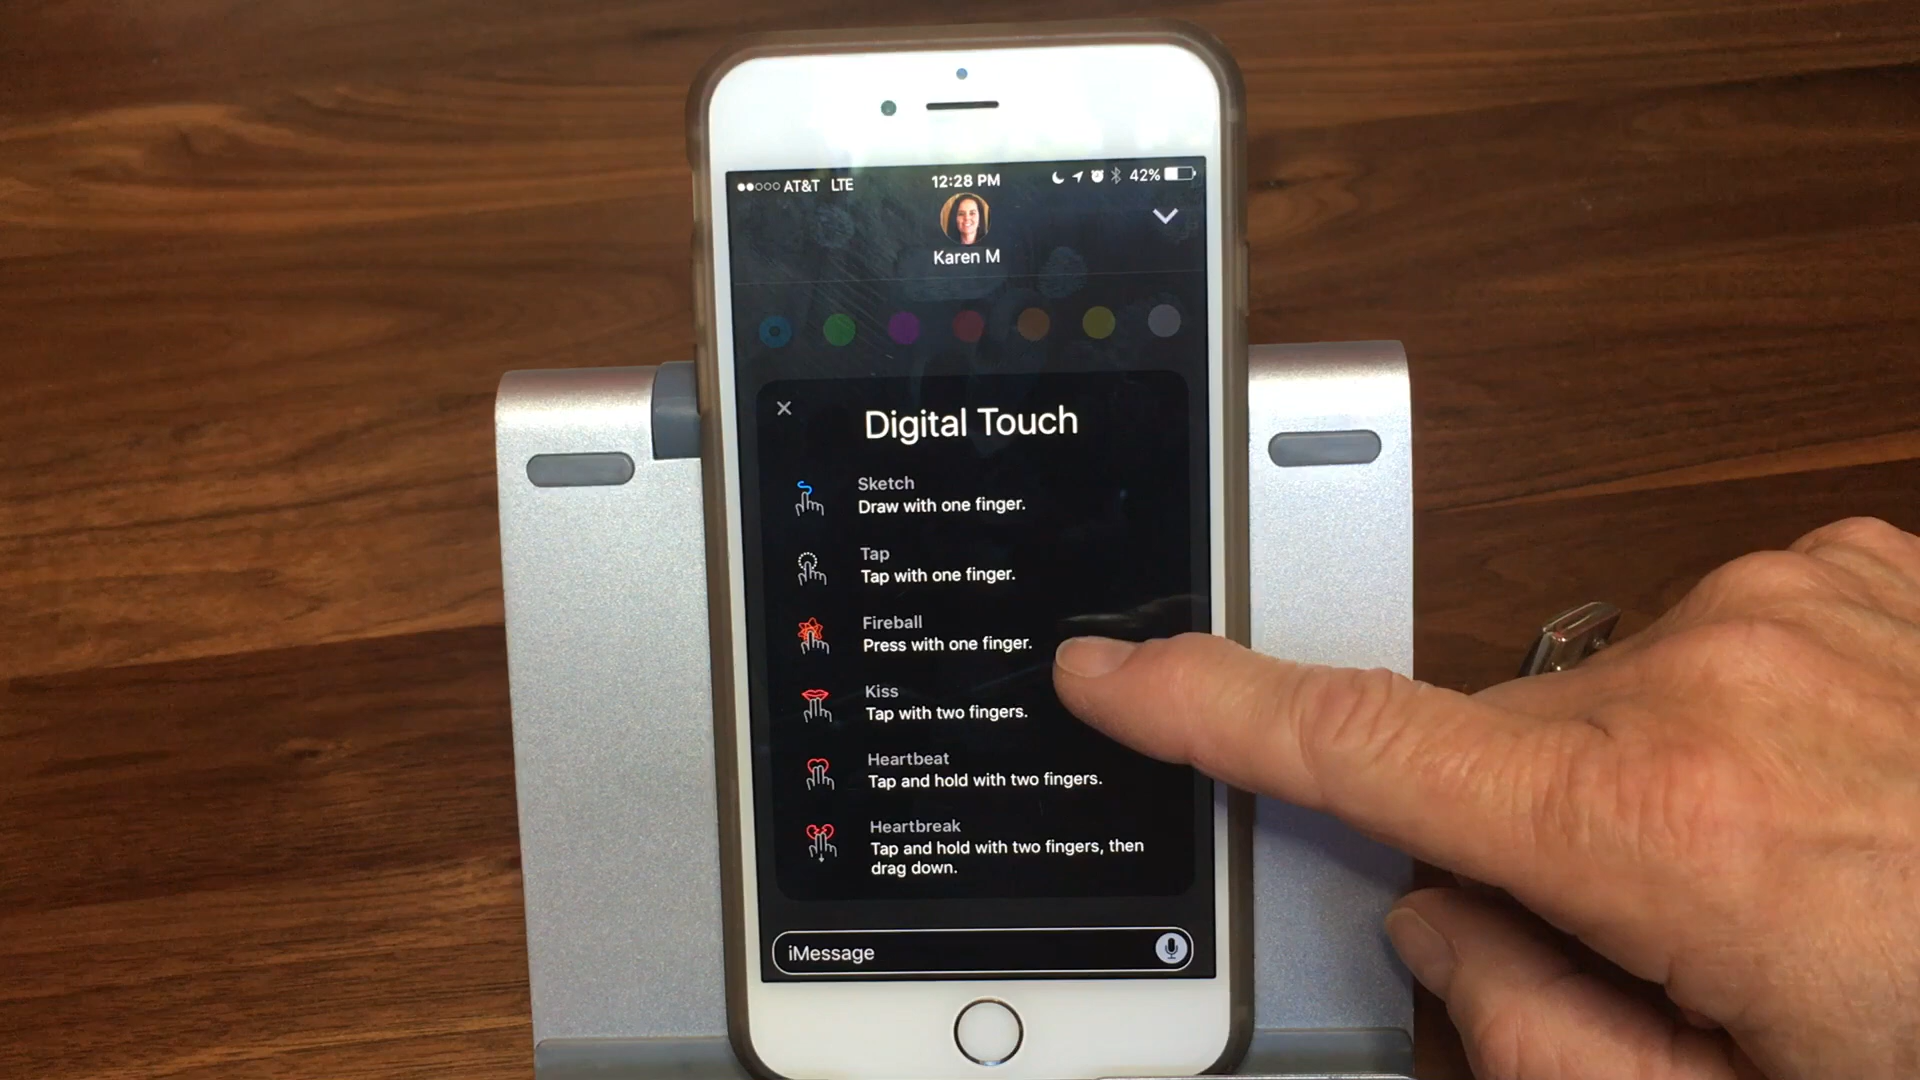 AT&T LTE 12:28 PM 42%
Karen M
Digital Touch
Sketch
Draw with one finger.
Tap
Tap with one finger.
Fireball
Press with one finger.
Kiss
Tap with two fingers.
Heartbeat
Tap and hold with two fingers.
Heartbreak
Tap and hold with two fingers, then
drag down.
iMessage